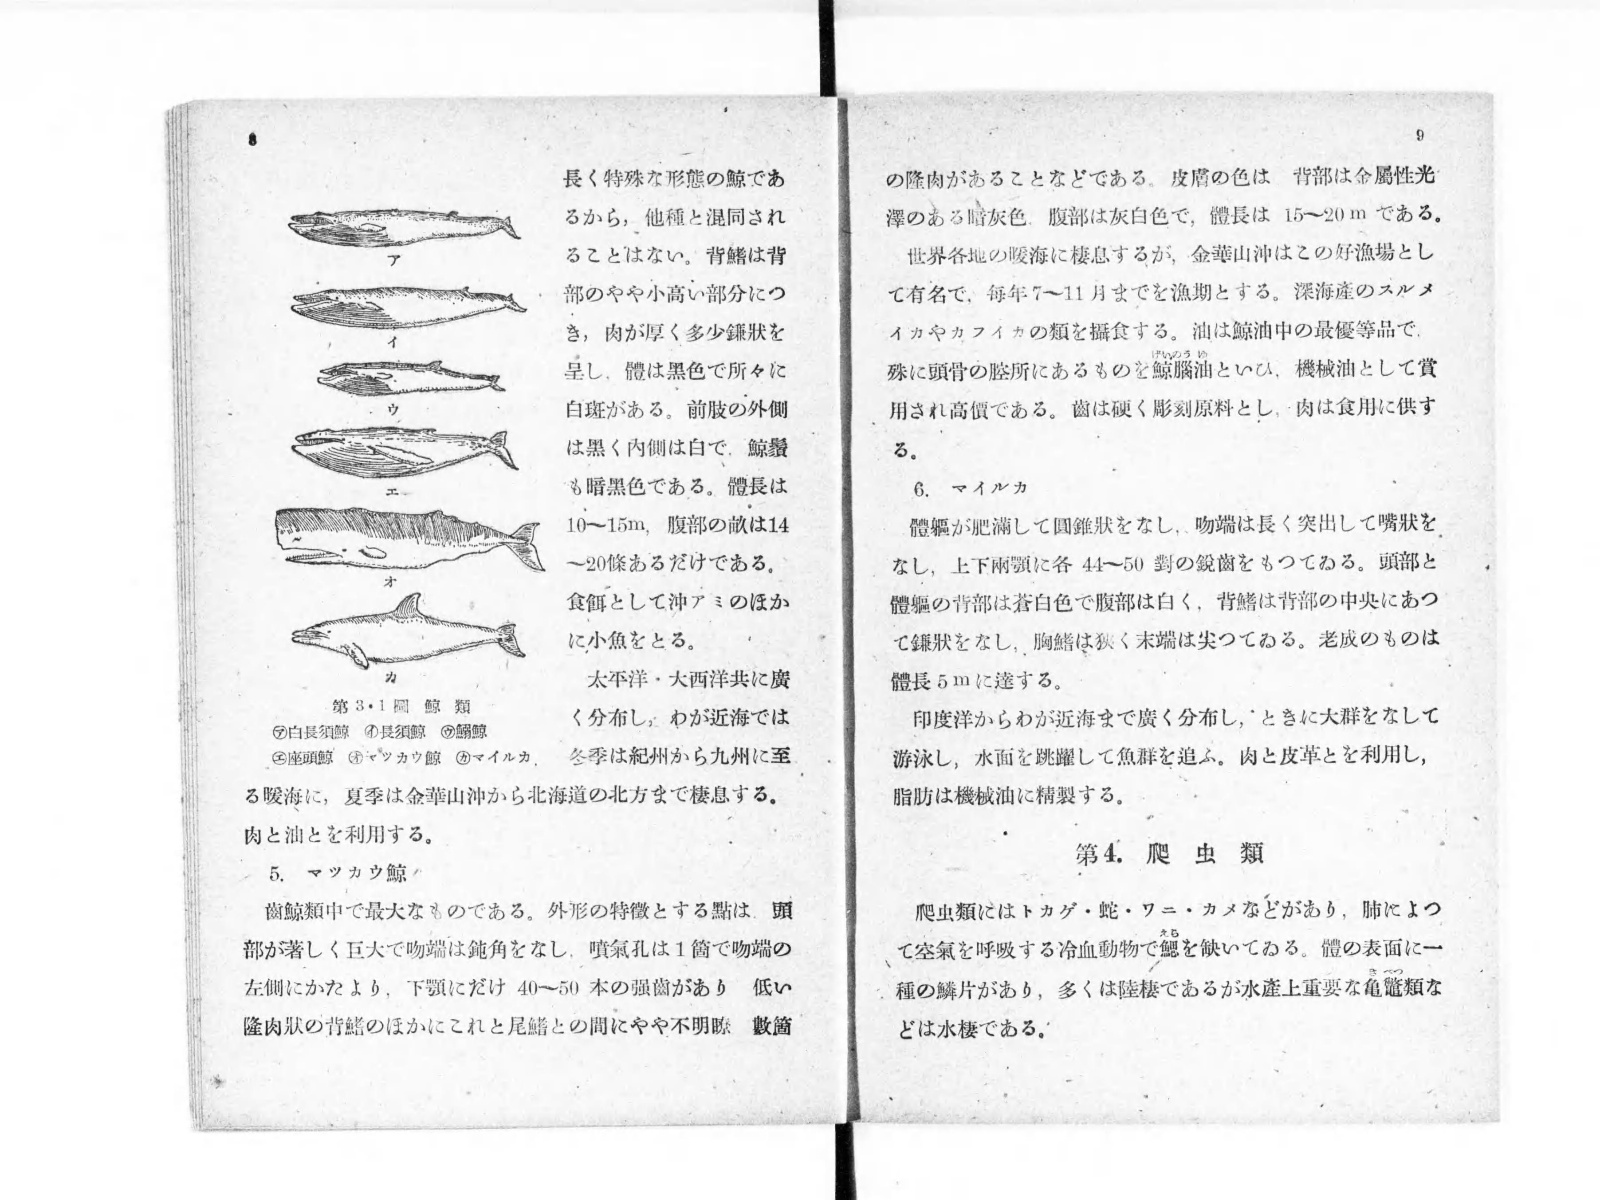 8
長く特殊な形態の鯨であ
るから，他種と混同され
ることはない。背鰭は背
部のやや小高い部分につ
き，肉が厚く多少鎌狀を
呈し，體は黑色で所々に
白斑がある。前肢の外側
は黑く內側は白で，鯨鬚
も暗黑色である。體長は
10〜15m，腹部の畝は14
〜20條あるだけである。
食餌として沖アミのほか
に小魚をとる。
太平洋・大西洋共に廣
く分布し，わが近海では
冬季は紀州から九州に至
ア
イ
ウ
エ
オ
カ
第3・1圖 鯨類
㋐白長須鯨 ㋑長須鯨 ㋒鰯鯨
㋓座頭鯨 ㋔マツカウ鯨 ㋕マイルカ
る暖海に，夏季は金華山沖から北海道の北方まで棲息する。
肉と油とを利用する。
5. マツカウ鯨
齒鯨類中で最大なものである。外形の特徵とする點は 頭
部が著しく巨大で吻端は鈍角をなし，噴氣孔は1箇で吻端の
左側にかたより，下顎にだけ 40〜50 本の强齒があり 低い
隆肉狀の背鰭のほかにこれと尾鰭との間にやや不明瞭 數箇
9
の隆肉があることなどである。皮膚の色は 背部は金屬性光
澤のある暗灰色，腹部は灰白色で，體長は 15〜20m である。
世界各地の暖海に棲息するが，金華山沖はこの好漁場とし
て有名で，每年7〜11月までを漁期とする。深海產のスルメ
イカやカフイカの類を攝食する。油は鯨油中の最優等品で，
殊に頭骨の腔所にあるものを鯨腦油といひ，機械油として賞
げいのうゆ
用され高價である。齒は硬く彫刻原料とし，肉は食用に供す
る。
6. マイルカ
體軀が肥滿して圓錐狀をなし，吻端は長く突出して嘴狀を
なし，上下兩顎に各 44〜50 對の銳齒をもつてゐる。頭部と
體軀の背部は蒼白色で腹部は白く，背鰭は背部の中央にあつ
て鎌狀をなし，胸鰭は狹く末端は尖つてゐる。老成のものは
體長5mに達する。
印度洋からわが近海まで廣く分布し，ときに大群をなして
游泳し，水面を跳躍して魚群を追ふ。肉と皮革とを利用し，
脂肪は機械油に精製する。
第4. 爬虫類
爬虫類にはトカゲ・蛇・ワニ・カメなどがあり，肺によつ
て空氣を呼吸する冷血動物で鰓を缺いてゐる。體の表面に一
えら
種の鱗片があり，多くは陸棲であるが水產上重要な亀鼈類な
きべつ
どは水棲である。